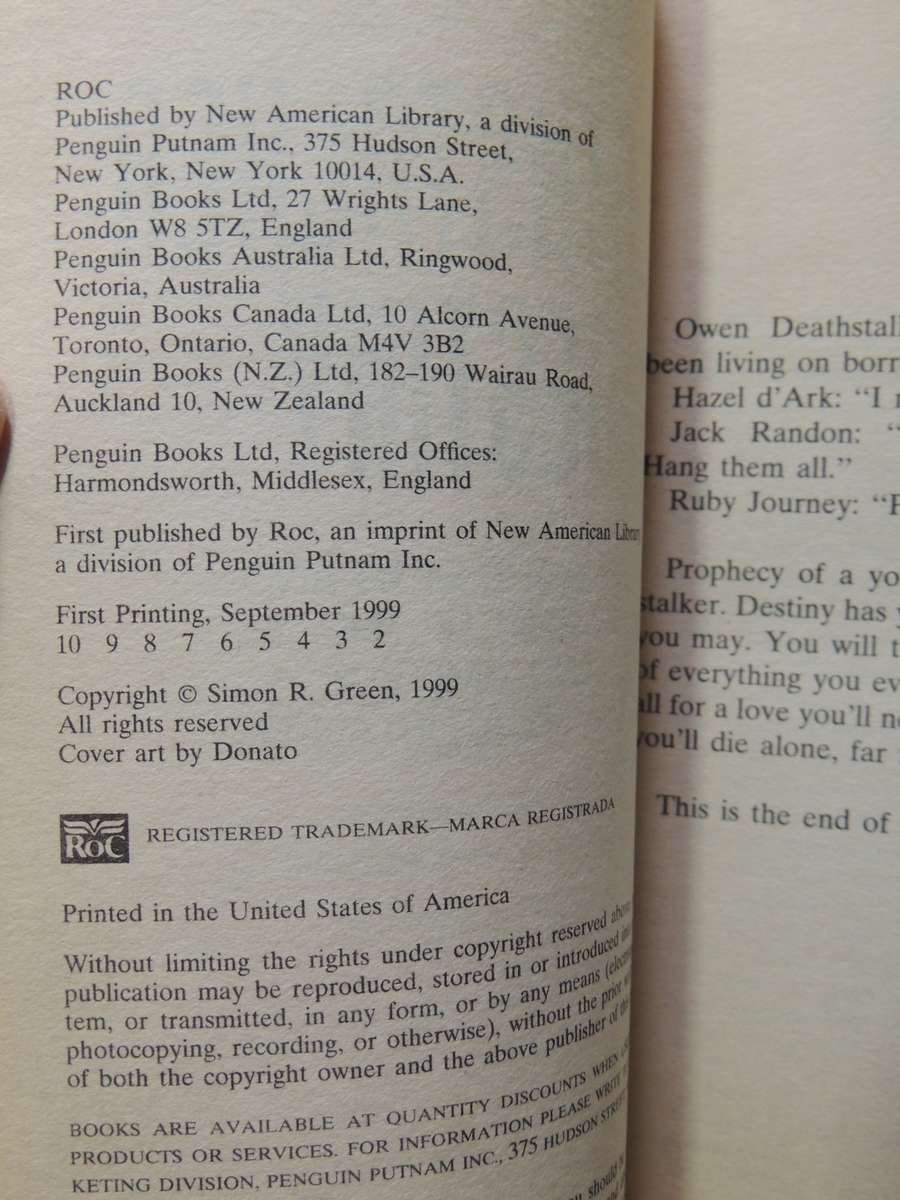 ROC
Published by New American Library, a division of
Penguin Putnam Inc., 375 Hudson Street,
New York, New York 10014, U.S.A.
Penguin Books Ltd, 27 Wrights Lane,
London W8 5TZ, England
Penguin Books Australia Ltd, Ringwood,
Victoria, Australia
Penguin Books Canada Ltd, 10 Alcorn Avenue,
Toronto, Ontario, Canada M4V 3B2
Penguin Books (N.Z.) Ltd, 182–190 Wairau Road,
Auckland 10, New Zealand
Penguin Books Ltd, Registered Offices:
Harmondsworth, Middlesex, England
First published by Roc, an imprint of New American
a division of Penguin Putnam Inc.
First Printing, September 1999
10 9 8 7 6 5 4 3 2
Copyright © Simon R. Green, 1999
All rights reserved
Cover art by Donato
ROC REGISTERED TRADEMARK—MARCA REGISTRADA
Printed in the United States of America
Without limiting the rights under copyright reserved above
publication may be reproduced, stored in or introduced
tem, or transmitted, in any form, or by any means
photocopying, recording, or otherwise), without the prior
of both the copyright owner and the above publisher of
BOOKS ARE AVAILABLE AT QUANTITY DISCOUNTS WHEN
PRODUCTS OR SERVICES. FOR INFORMATION PLEASE WRITE
KETING DIVISION, PENGUIN PUTNAM INC., 375 HUDSON
should
Owen
been living on
Hazel d'Ark: "I
Jack Randon: "
Hang them all."
Ruby Journey: "
Prophecy of a
stalker. Destiny has
you may. You will
of everything you
all for a love you'll
you'll die alone, far
This is the end of